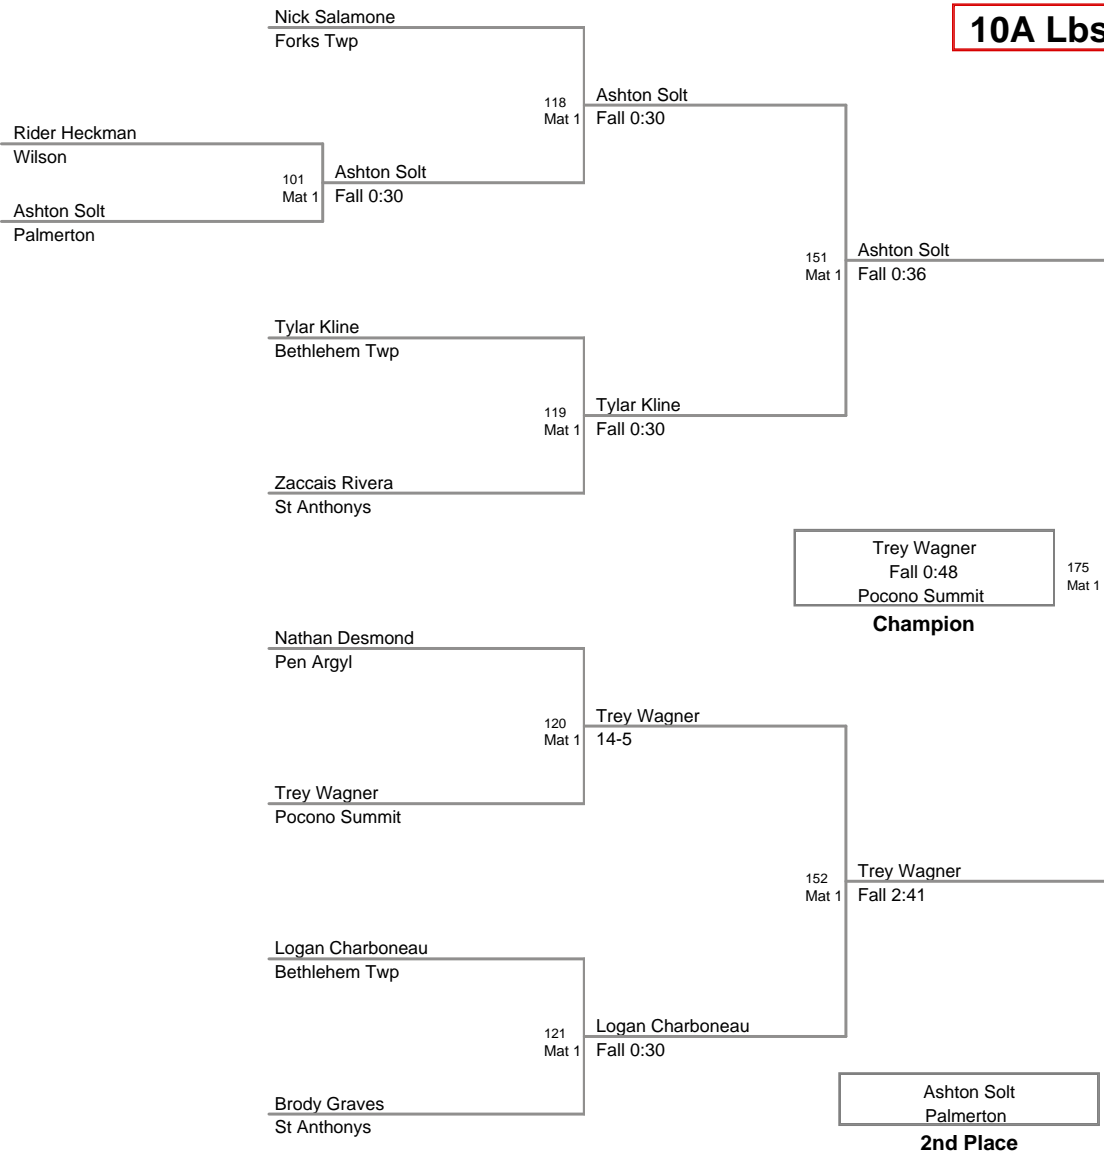 Nick Salamone
Forks Twp
10A Lbs
118
Mat 1
Ashton Solt
Fall 0:30
Rider Heckman
Wilson
101
Mat 1
Ashton Solt
Fall 0:30
Ashton Solt
Palmerton
151
Mat 1
Ashton Solt
Fall 0:36
Tylar Kline
Bethlehem Twp
119
Mat 1
Tylar Kline
Fall 0:30
Zaccais Rivera
St Anthonys
Trey Wagner
Fall 0:48
Pocono Summit
175
Mat 1
Champion
Nathan Desmond
Pen Argyl
120
Mat 1
Trey Wagner
14-5
Trey Wagner
Pocono Summit
152
Mat 1
Trey Wagner
Fall 2:41
Logan Charboneau
Bethlehem Twp
121
Mat 1
Logan Charboneau
Fall 0:30
Brody Graves
St Anthonys
Ashton Solt
Palmerton
2nd Place